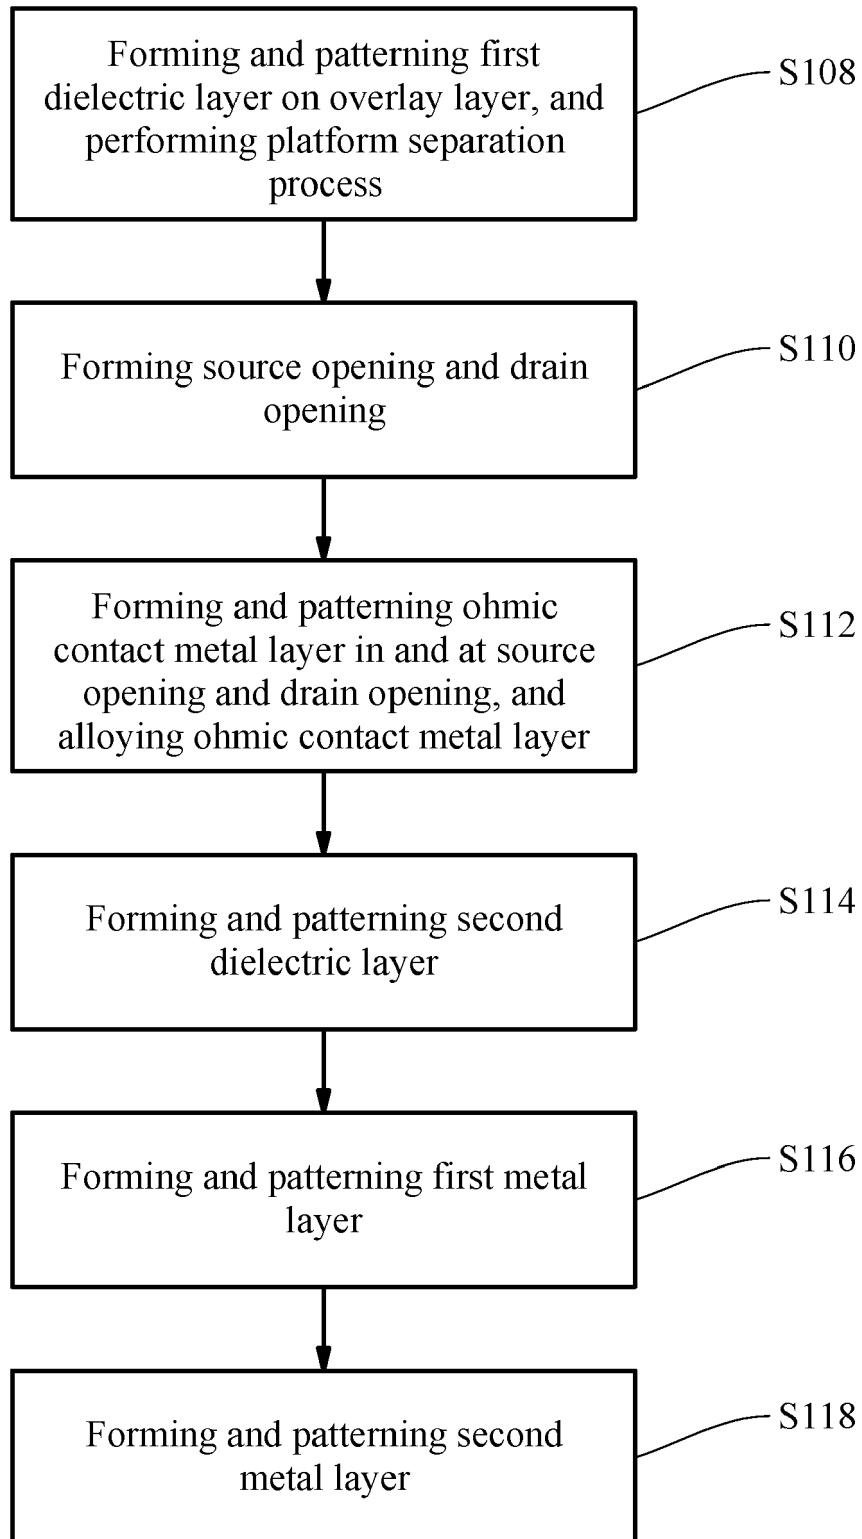 Forming and patterning first
dielectric layer on overlay layer, and
performing platform separation
process
S108
Forming source opening and drain
opening
S110
Forming and patterning ohmic
contact metal layer in and at source
opening and drain opening, and
alloying ohmic contact metal layer
S112
Forming and patterning second
dielectric layer
S114
Forming and patterning first metal
layer
S116
Forming and patterning second
metal layer
S118